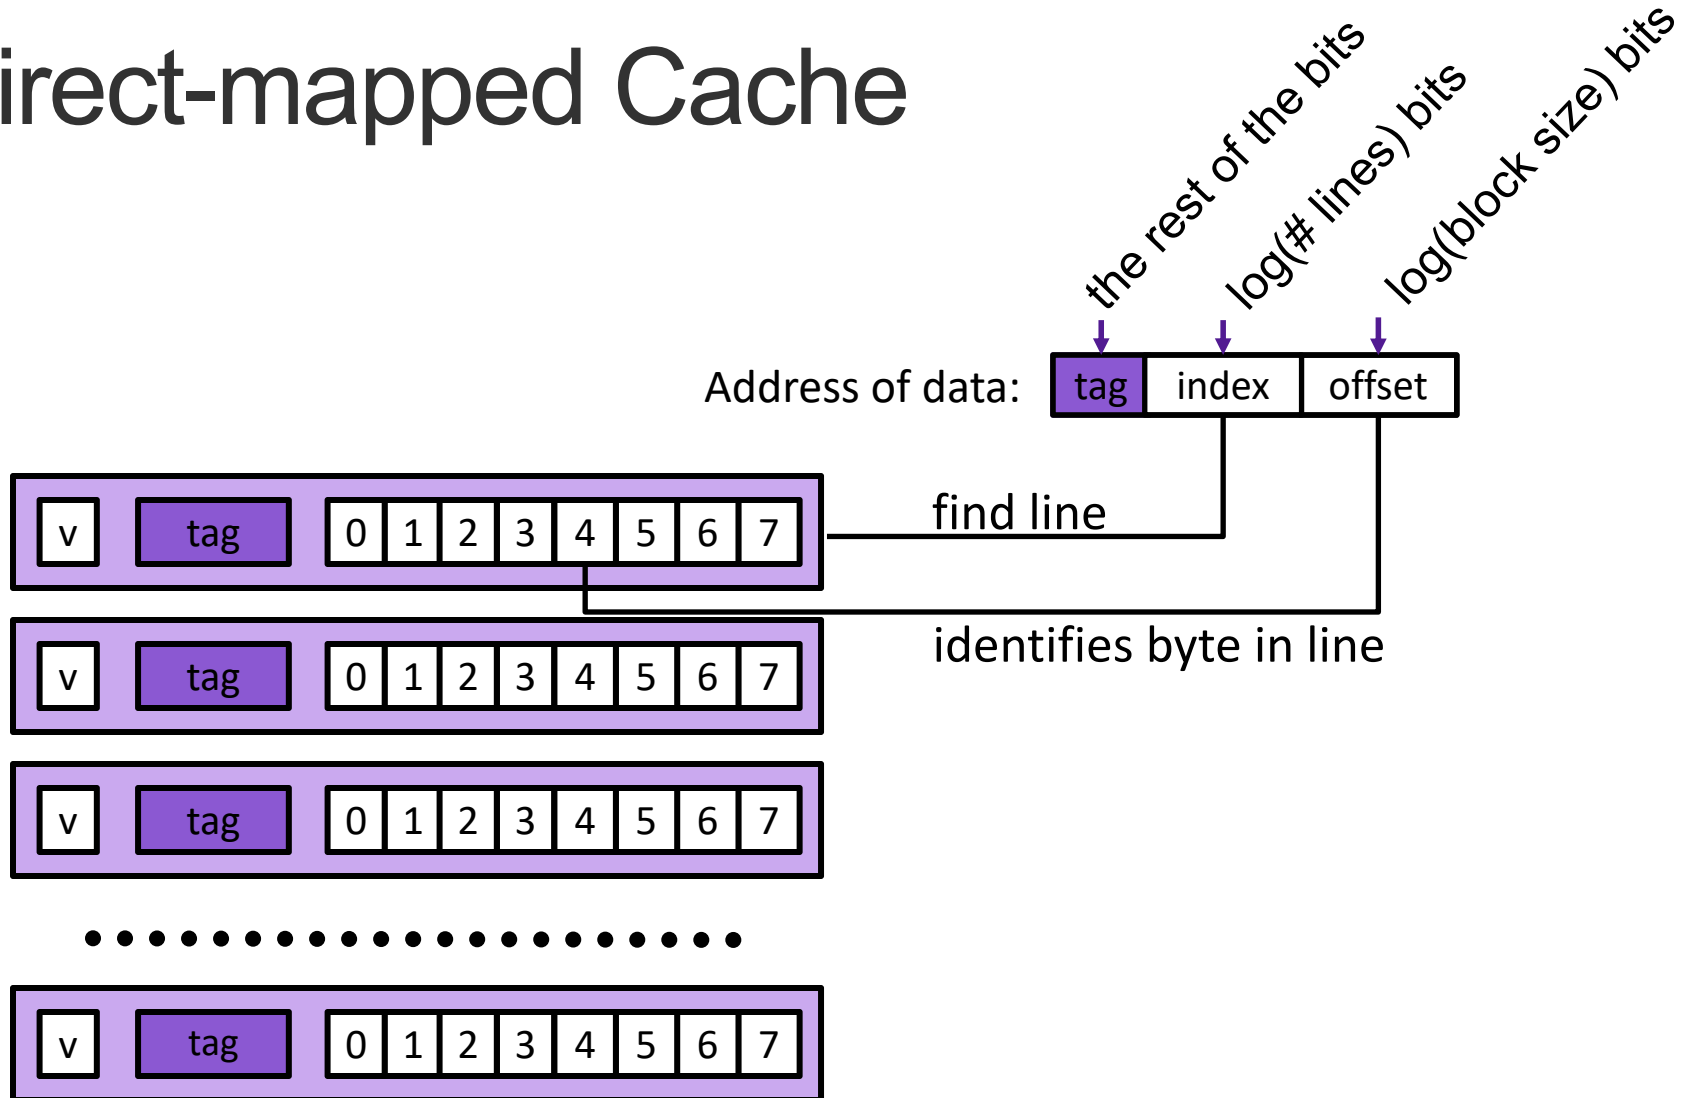 irect-mapped Cache
the rest of the bits
log(# lines) bits
log(block size) bits
Address of data: tag index offset
v tag 0 1 2 3 4 5 6 7
find line
identifies byte in line
v tag 0 1 2 3 4 5 6 7
v tag 0 1 2 3 4 5 6 7
v tag 0 1 2 3 4 5 6 7